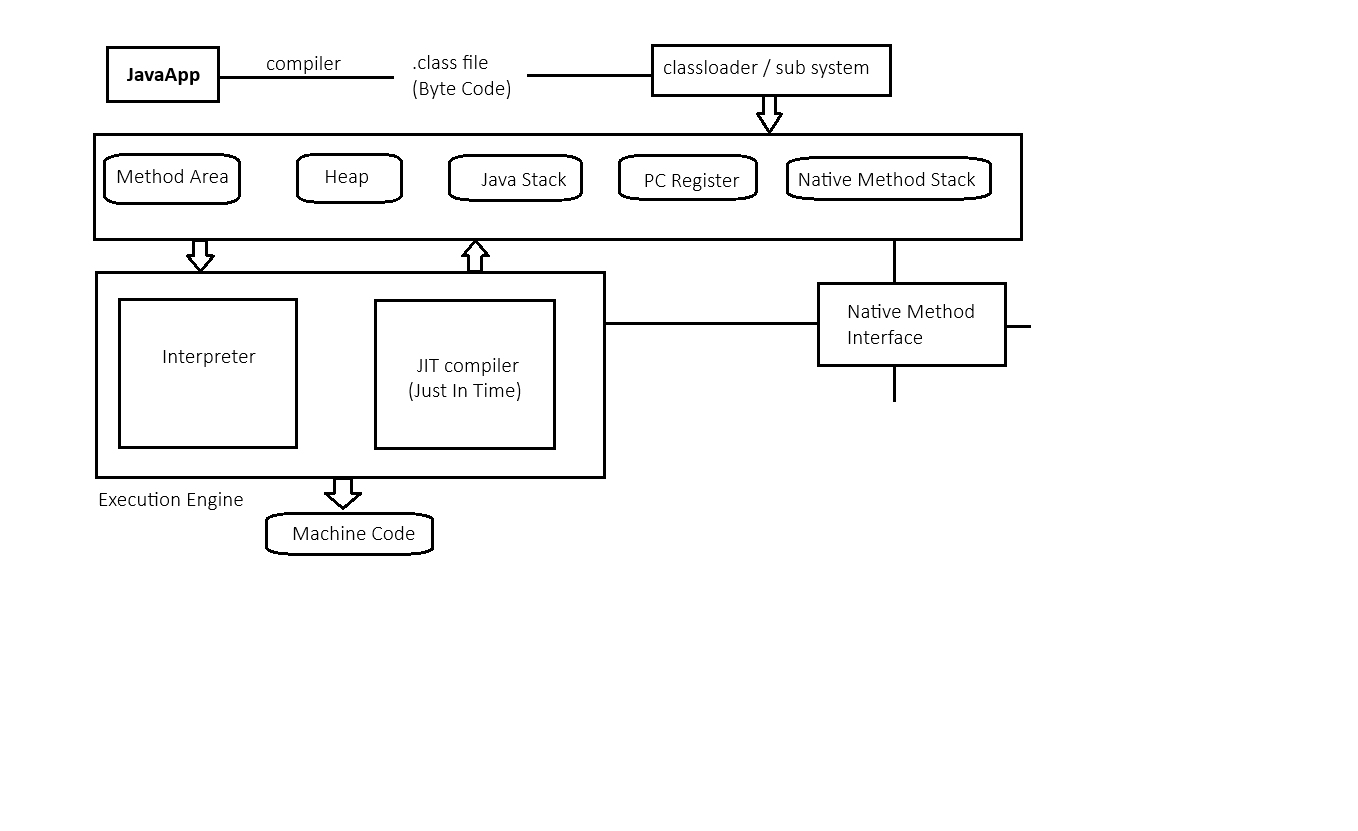 JavaApp
compiler
.class file
(Byte Code)
classloader / sub system
Method Area
Heap
Java Stack
PC Register
Native Method Stack
Interpreter
JIT compiler
(Just In Time)
Native Method
Interface
Execution Engine
Machine Code